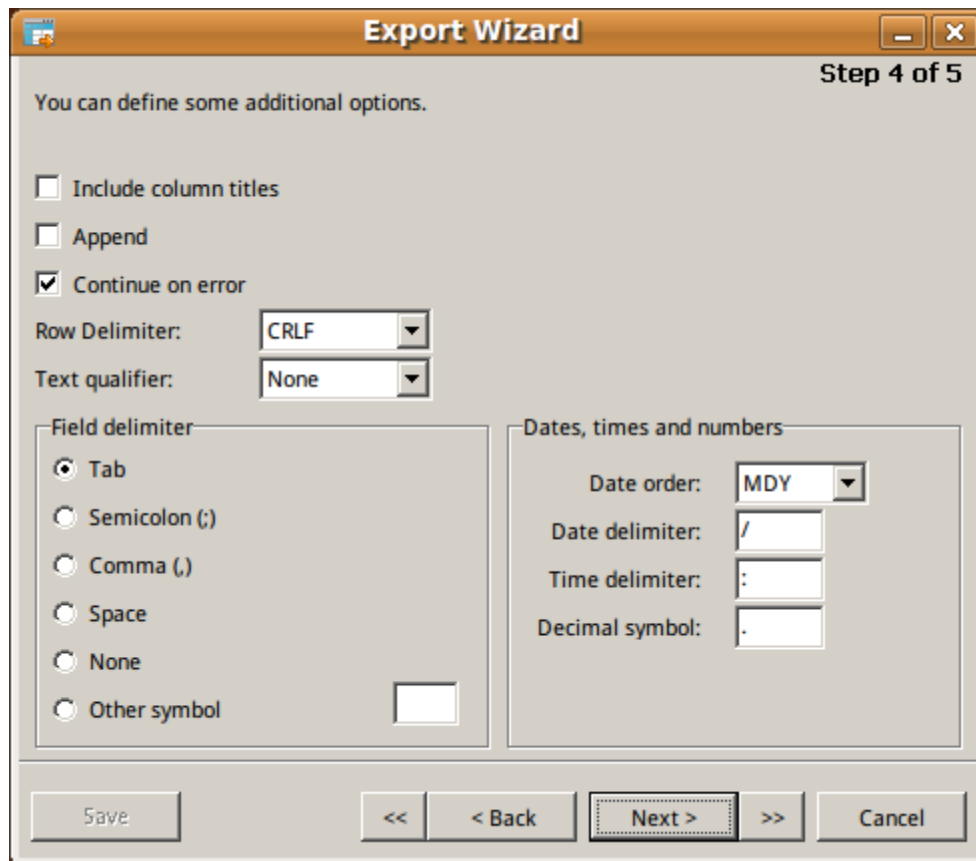 Export Wizard
Step 4 of 5
You can define some additional options.
Include column titles
Append
Continue on error
Row Delimiter: CRLF
Text qualifier: None
Field delimiter
Tab
Semicolon (;)
Comma (,)
Space
None
Other symbol
Dates, times and numbers
Date order: MDY
Date delimiter: /
Time delimiter: :
Decimal symbol: .
Save << < Back Next > >> Cancel